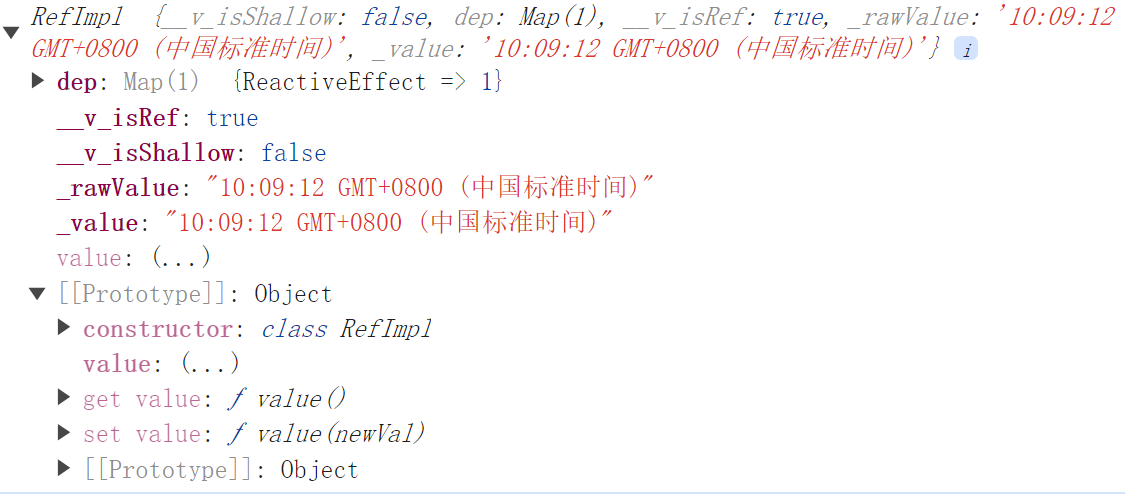 RefImpl {__v_isShallow: false, dep: Map(1), __v_isRef: true, _rawValue: '10:09:12
GMT+0800 (中国标准时间)', _value: '10:09:12 GMT+0800 (中国标准时间)'} i
dep: Map(1) {ReactiveEffect => 1}
__v_isRef: true
__v_isShallow: false
_rawValue: "10:09:12 GMT+0800 (中国标准时间)"
_value: "10:09:12 GMT+0800 (中国标准时间)"
value: (...)
[[Prototype]]: Object
constructor: class RefImpl
value: (...)
get value: ƒ value()
set value: ƒ value(newVal)
[[Prototype]]: Object